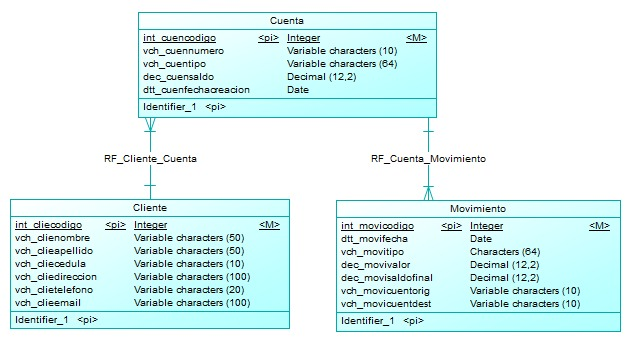 Cuenta
int_cuencodigo <pi> Integer <M>
vch_cuennumero Variable characters (10)
vch_cuentipo Variable characters (64)
dec_cuensaldo Decimal (12,2)
dtt_cuenfechacreacion Date
Identifier_1 <pi>
RF_Cliente_Cuenta
RF_Cuenta_Movimiento
Cliente
int_cliecodigo <pi> Integer <M>
vch_clienombre Variable characters (50)
vch_clieapellido Variable characters (50)
vch_cliecedula Variable characters (10)
vch_cliedireccion Variable characters (100)
vch_clietelefono Variable characters (20)
vch_clieemail Variable characters (100)
Identifier_1 <pi>
Movimiento
int_movicodigo <pi> Integer <M>
dtt_movifecha Date
vch_movitipo Characters (64)
dec_movivalor Decimal (12,2)
dec_movisaldofinal Decimal (12,2)
vch_movicuentorig Variable characters (10)
vch_movicuentdest Variable characters (10)
Identifier_1 <pi>